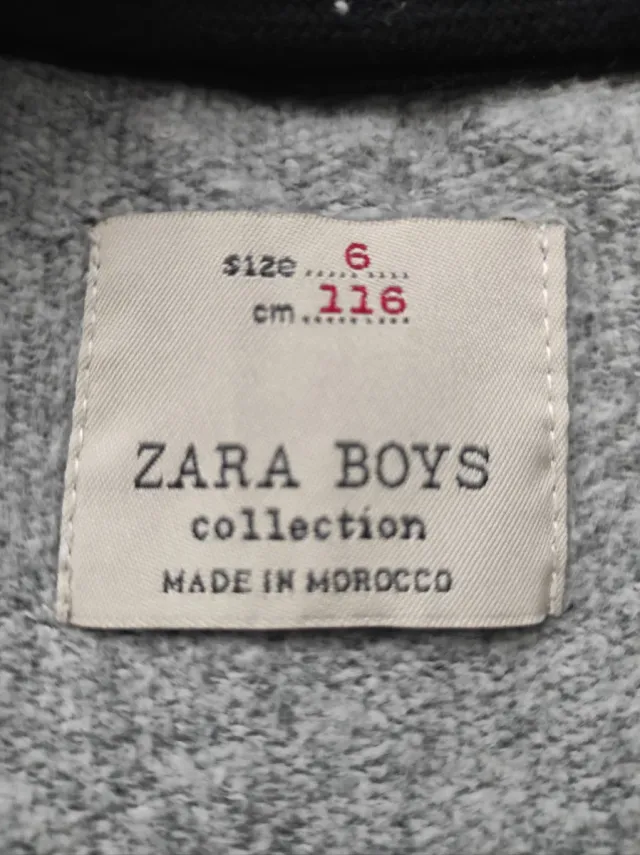 size 6
cm 116
ZARA BOYS
collection
MADE IN MOROCCO